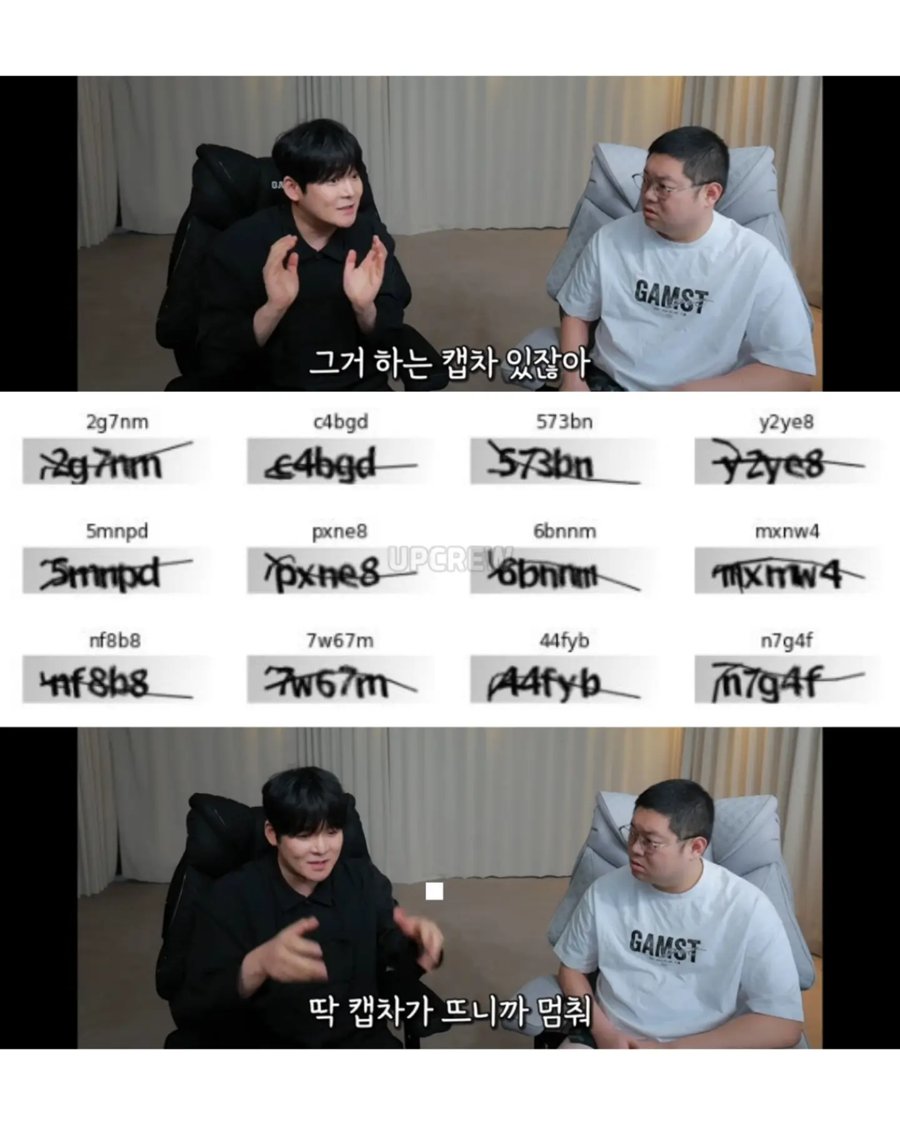 그거 하는 캡차 있잖아
GAMST
2g7nm c4bgd 573bn y2ye8
2g7nm c4bgd 573bn y2ye8
5mnpd pxne8 6bnnm mxnw4
5mnpd pxne8 6bnnm mxmw4
UPCREW
nf8b8 7w67m 44fyb n7g4f
nf8b8 7w67m 44fyb n7g4f
GAMST
딱 캡차가 뜨니까 멈춰